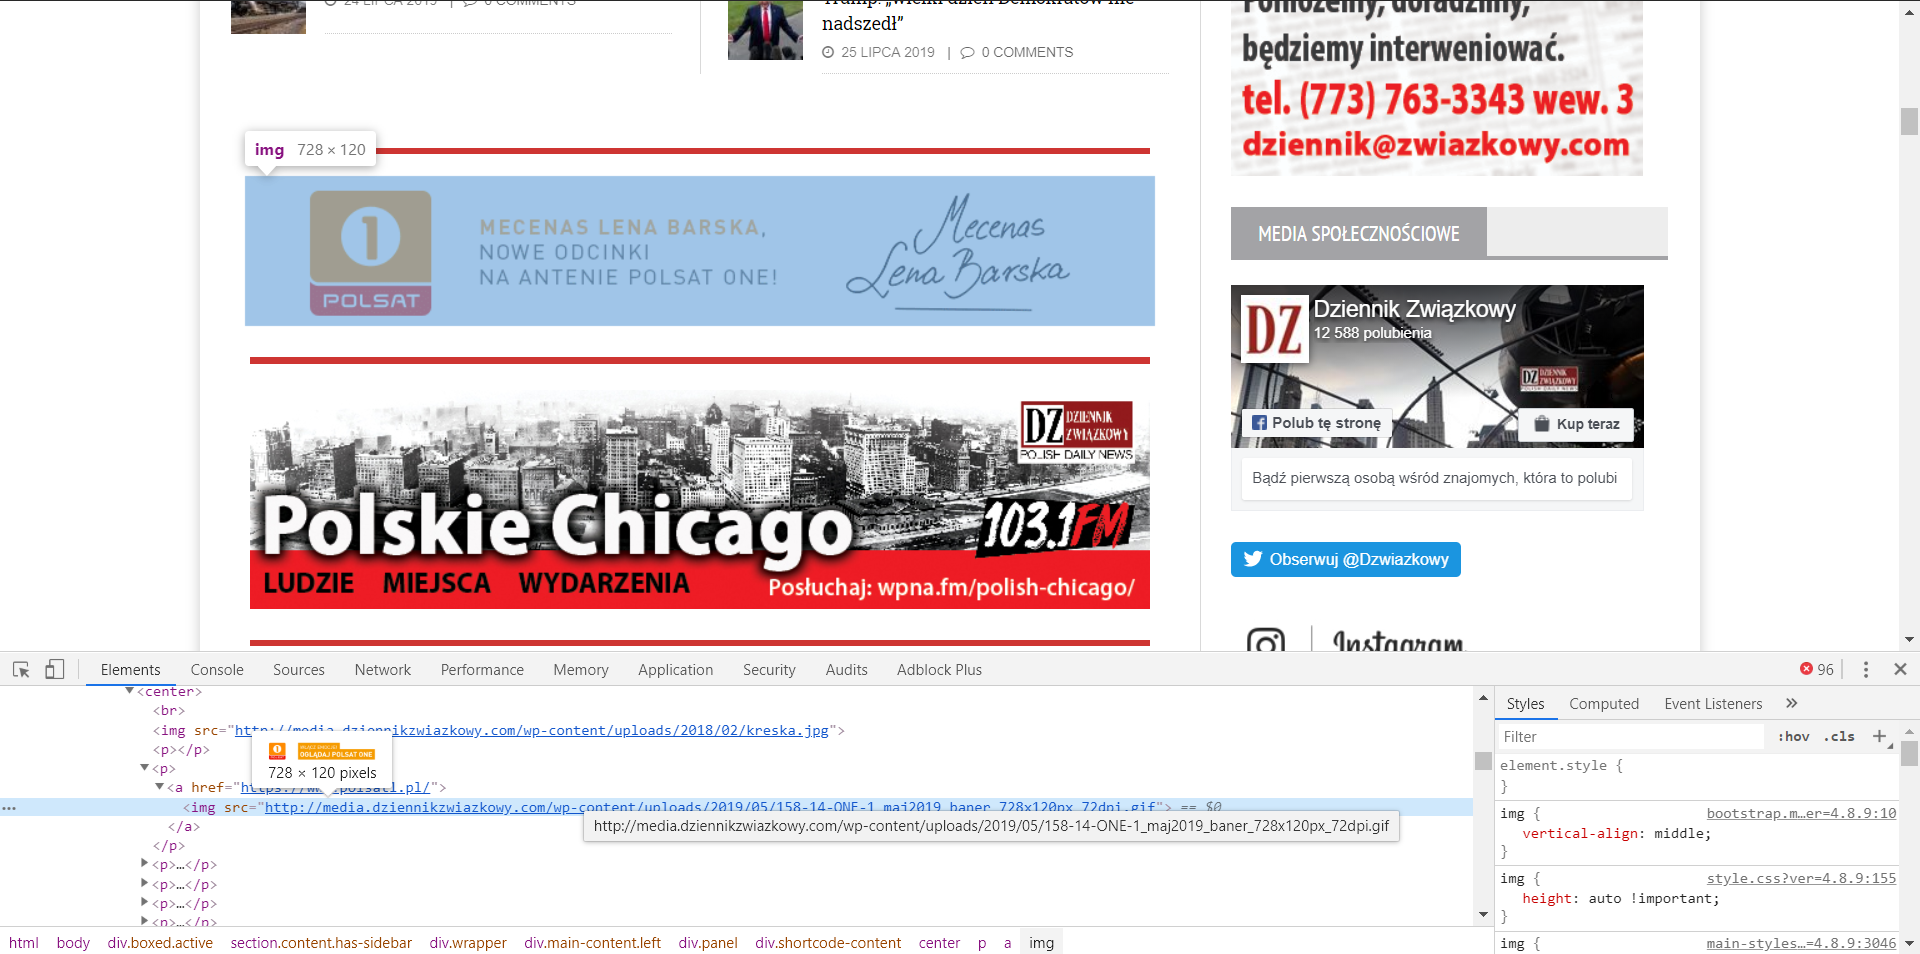 24 LIPCA 2019 | 0 COMMENTS
nadszedł”
25 LIPCA 2019 | 0 COMMENTS
Pomożemy, doradzimy,
będziemy interweniować.
tel. (773) 763-3343 wew. 3
dziennik@zwiazkowy.com
img 728 × 120
1
POLSAT
MECENAS LENA BARSKA,
NOWE ODCINKI
NA ANTENIE POLSAT ONE!
Mecenas
Lena Barska
MEDIA SPOŁECZNOŚCIOWE
DZ
Dziennik Związkowy
12 588 polubienia
DZ DZIENNIK ZWIĄZKOWY
POLISH DAILY NEWS
Polub tę stronę
Kup teraz
Bądź pierwszą osobą wśród znajomych, która to polubi
DZ DZIENNIK ZWIĄZKOWY
POLISH DAILY NEWS
Polskie Chicago
103.1FM
LUDZIE MIEJSCA WYDARZENIA
Posłuchaj: wpna.fm/polish-chicago/
Obserwuj @Dzwiazkowy
Instagram
Elements Console Sources Network Performance Memory Application Security Audits Adblock Plus
96
<center>
<br>
<img src="http://media.dziennikzwiazkowy.com/wp-content/uploads/2018/02/kreska.jpg">
<p></p>
<p>
OGLĄDAJ POLSAT ONE
728 × 120 pixels
<a href="https://www.polsat1.pl/">
<img src="http://media.dziennikzwiazkowy.com/wp-content/uploads/2019/05/158-14-ONE-1_maj2019_baner_728x120px_72dpi.gif"> == $0
http://media.dziennikzwiazkowy.com/wp-content/uploads/2019/05/158-14-ONE-1_maj2019_baner_728x120px_72dpi.gif
</a>
</p>
<p>…</p>
<p>…</p>
<p>…</p>
<p>…</p>
html body div.boxed.active section.content.has-sidebar div.wrapper div.main-content.left div.panel div.shortcode-content center p a img
Styles Computed Event Listeners »
Filter :hov .cls +
element.style {
}
img { bootstrap.m…er=4.8.9:10
vertical-align: middle;
}
img { style.css?ver=4.8.9:155
height: auto !important;
}
img { main-styles…=4.8.9:3046